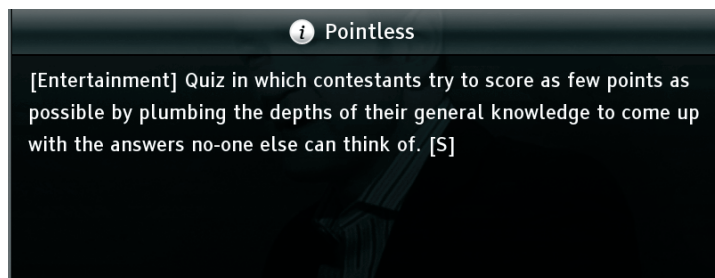 i Pointless
[Entertainment] Quiz in which contestants try to score as few points as
possible by plumbing the depths of their general knowledge to come up
with the answers no-one else can think of. [S]